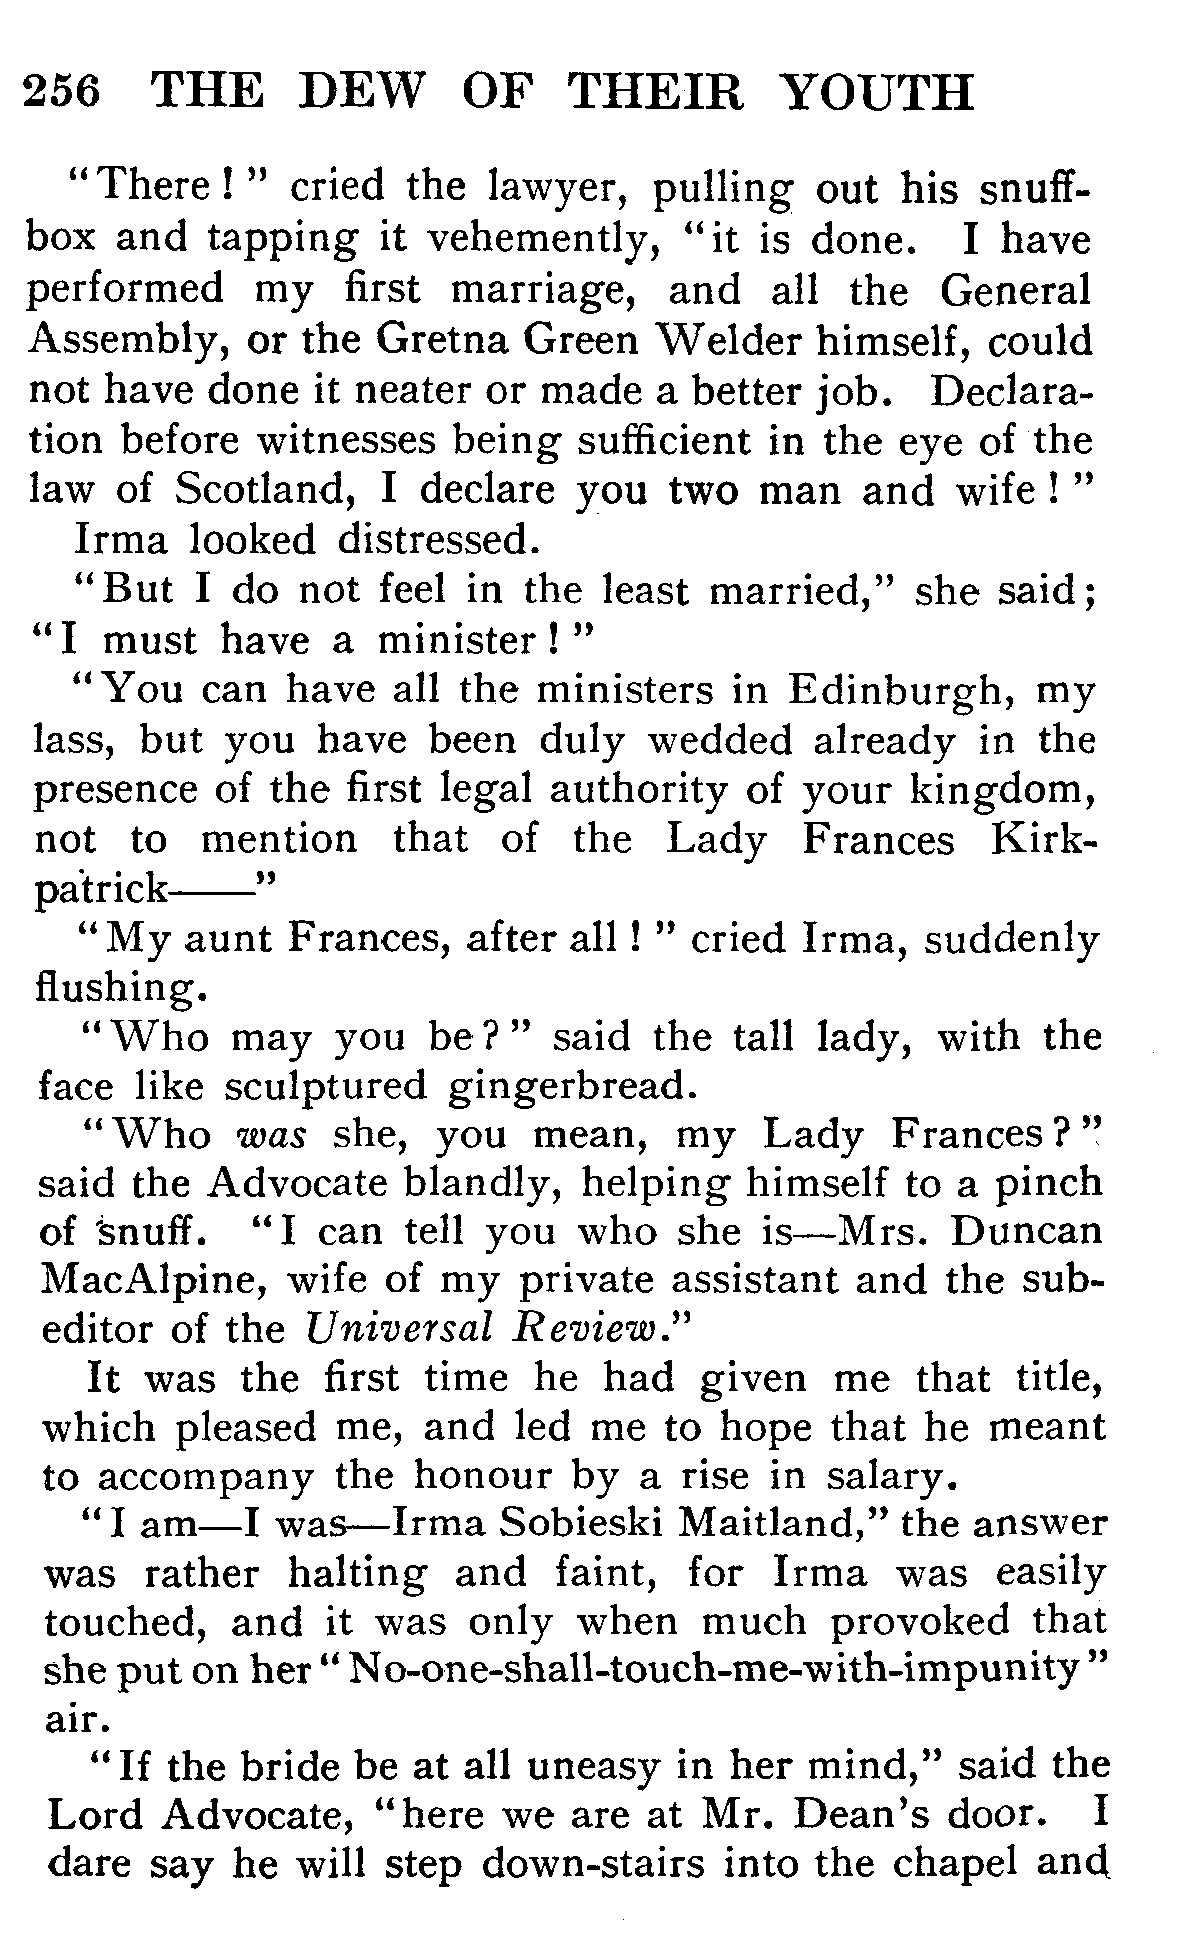 256 THE DEW OF THEIR YOUTH
"There!" cried the lawyer, pulling out his snuff-
box and tapping it vehemently, "it is done. I have
performed my first marriage, and all the General
Assembly, or the Gretna Green Welder himself, could
not have done it neater or made a better job. Declara-
tion before witnesses being sufficient in the eye of the
law of Scotland, I declare you two man and wife!"
Irma looked distressed.
"But I do not feel in the least married," she said;
"I must have a minister!"
"You can have all the ministers in Edinburgh, my
lass, but you have been duly wedded already in the
presence of the first legal authority of your kingdom,
not to mention that of the Lady Frances Kirk-
patrick——"
"My aunt Frances, after all!" cried Irma, suddenly
flushing.
"Who may you be?" said the tall lady, with the
face like sculptured gingerbread.
"Who was she, you mean, my Lady Frances?"
said the Advocate blandly, helping himself to a pinch
of snuff. "I can tell you who she is—Mrs. Duncan
MacAlpine, wife of my private assistant and the sub-
editor of the Universal Review."
It was the first time he had given me that title,
which pleased me, and led me to hope that he meant
to accompany the honour by a rise in salary.
"I am—I was—Irma Sobieski Maitland," the answer
was rather halting and faint, for Irma was easily
touched, and it was only when much provoked that
she put on her "No-one-shall-touch-me-with-impunity"
air.
"If the bride be at all uneasy in her mind," said the
Lord Advocate, "here we are at Mr. Dean's door. I
dare say he will step down-stairs into the chapel and